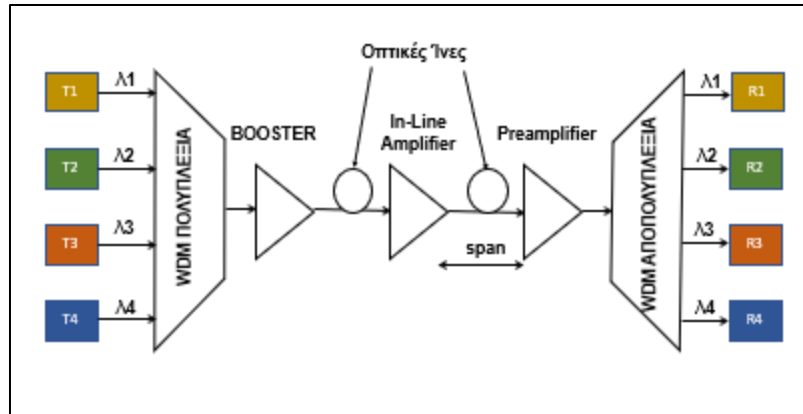 Οπτικές Ίνες
T1
λ1
λ1
R1
BOOSTER
In-Line
Amplifier
Preamplifier
T2
λ2
λ2
R2
WDM ΠΟΛΥΠΛΕΞΙΑ
WDM ΑΠΟΠΟΛΥΠΛΕΞΙΑ
T3
λ3
λ3
R3
span
T4
λ4
λ4
R4